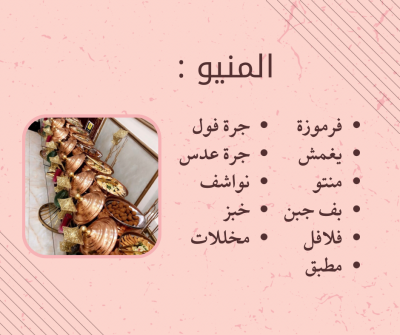 المنيو :
فرموزة
يغمش
منتو
بف جبن
فلافل
مطبق
جرة فول
جرة عدس
نواشف
خبز
مخللات